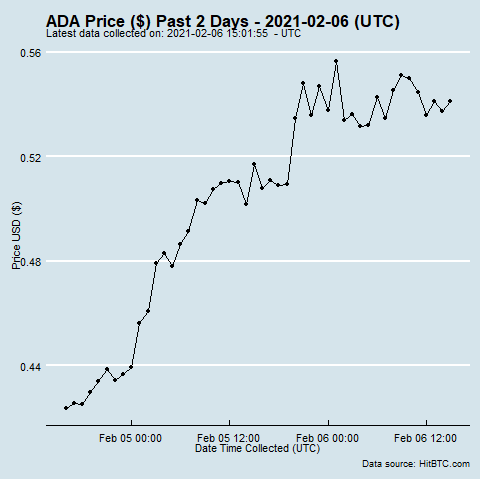 ADA Price ($) Past 2 Days - 2021-02-06 (UTC)
Latest data collected on: 2021-02-06 15:01:55 - UTC
0.56
0.52
Price USD ($)
0.48
0.44
Feb 05 00:00 Feb 05 12:00 Feb 06 00:00 Feb 06 12:00
Date Time Collected (UTC)
Data source: HitBTC.com